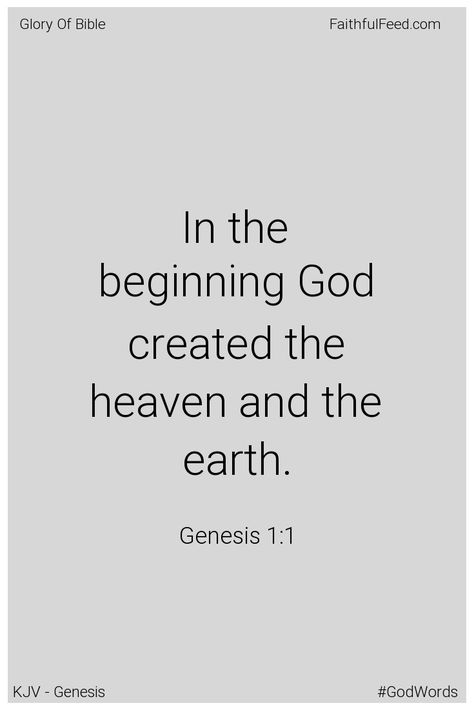 Glory Of Bible
FaithfulFeed.com
In the
beginning God
created the
heaven and the
earth.
Genesis 1:1
KJV - Genesis
#GodWords